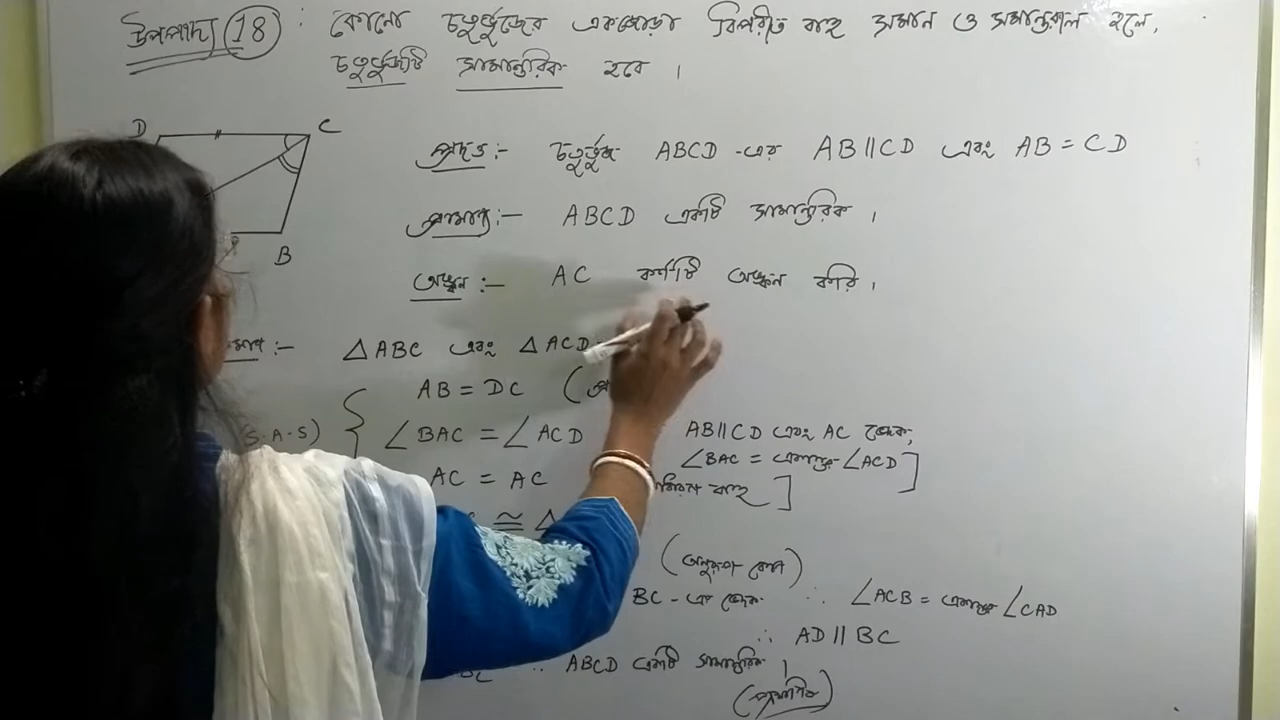 উপপাদ্য (18) : কোনো চতুর্ভুজের একজোড়া বিপরীত বাহু সমান ও সমান্তরাল হলে,
চতুর্ভুজটি সামান্তরিক হবে ।
D C
B
প্রদত্ত :- চতুর্ভুজ ABCD -এর AB || CD এবং AB = CD
প্রামাণ্য :- ABCD একটি সামান্তরিক ।
অঙ্কন :- AC কর্ণটি অঙ্কন করি ।
:- △ ABC এবং △ ACD
AB = DC
(S-A-S) { ∠ BAC = ∠ ACD AB || CD এবং AC ছেদক,
∠BAC = একান্তর ∠ACD ]
AC = AC বাহু ]
≅ △
(অনুরূপ কোণ)
BC - এর ছেদক ∴ ∠ACB = একান্তর ∠CAD
∴ AD || BC
∴ ABCD একটি সামান্তরিক ।
(প্রমাণিত)